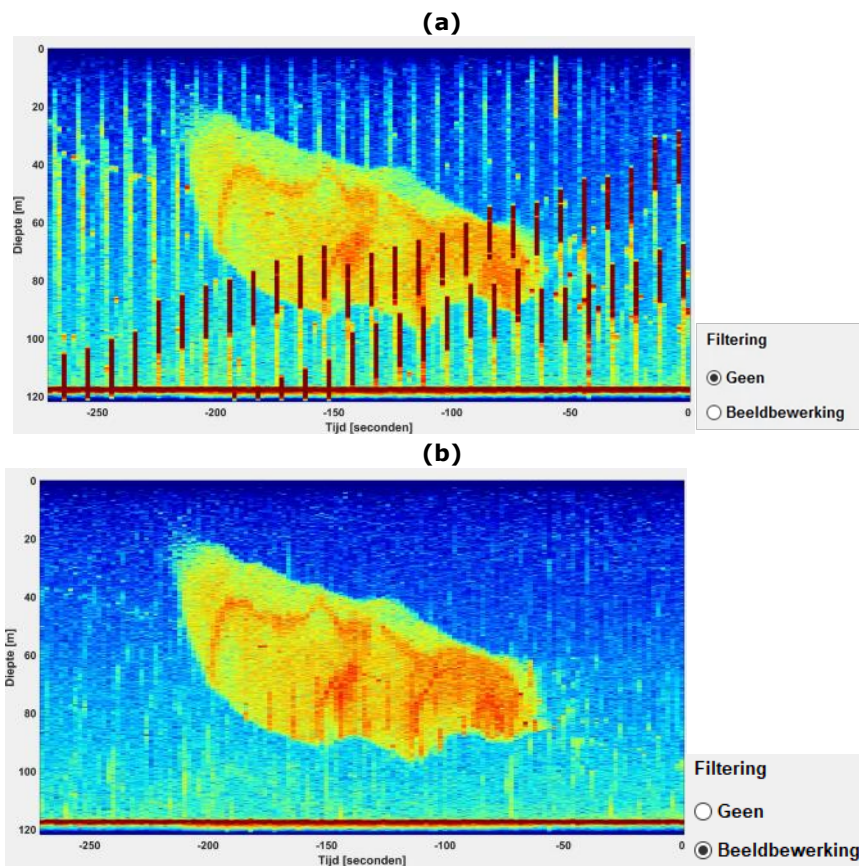 (a)
0
20
40
60
80
100
120
Diepte [m]
-250
-200
-150
-100
-50
0
Tijd [seconden]
Filtering
Geen
Beeldbewerking
(b)
0
20
40
60
80
100
120
Diepte [m]
-250
-200
-150
-100
-50
0
Tijd [seconden]
Filtering
Geen
Beeldbewerking